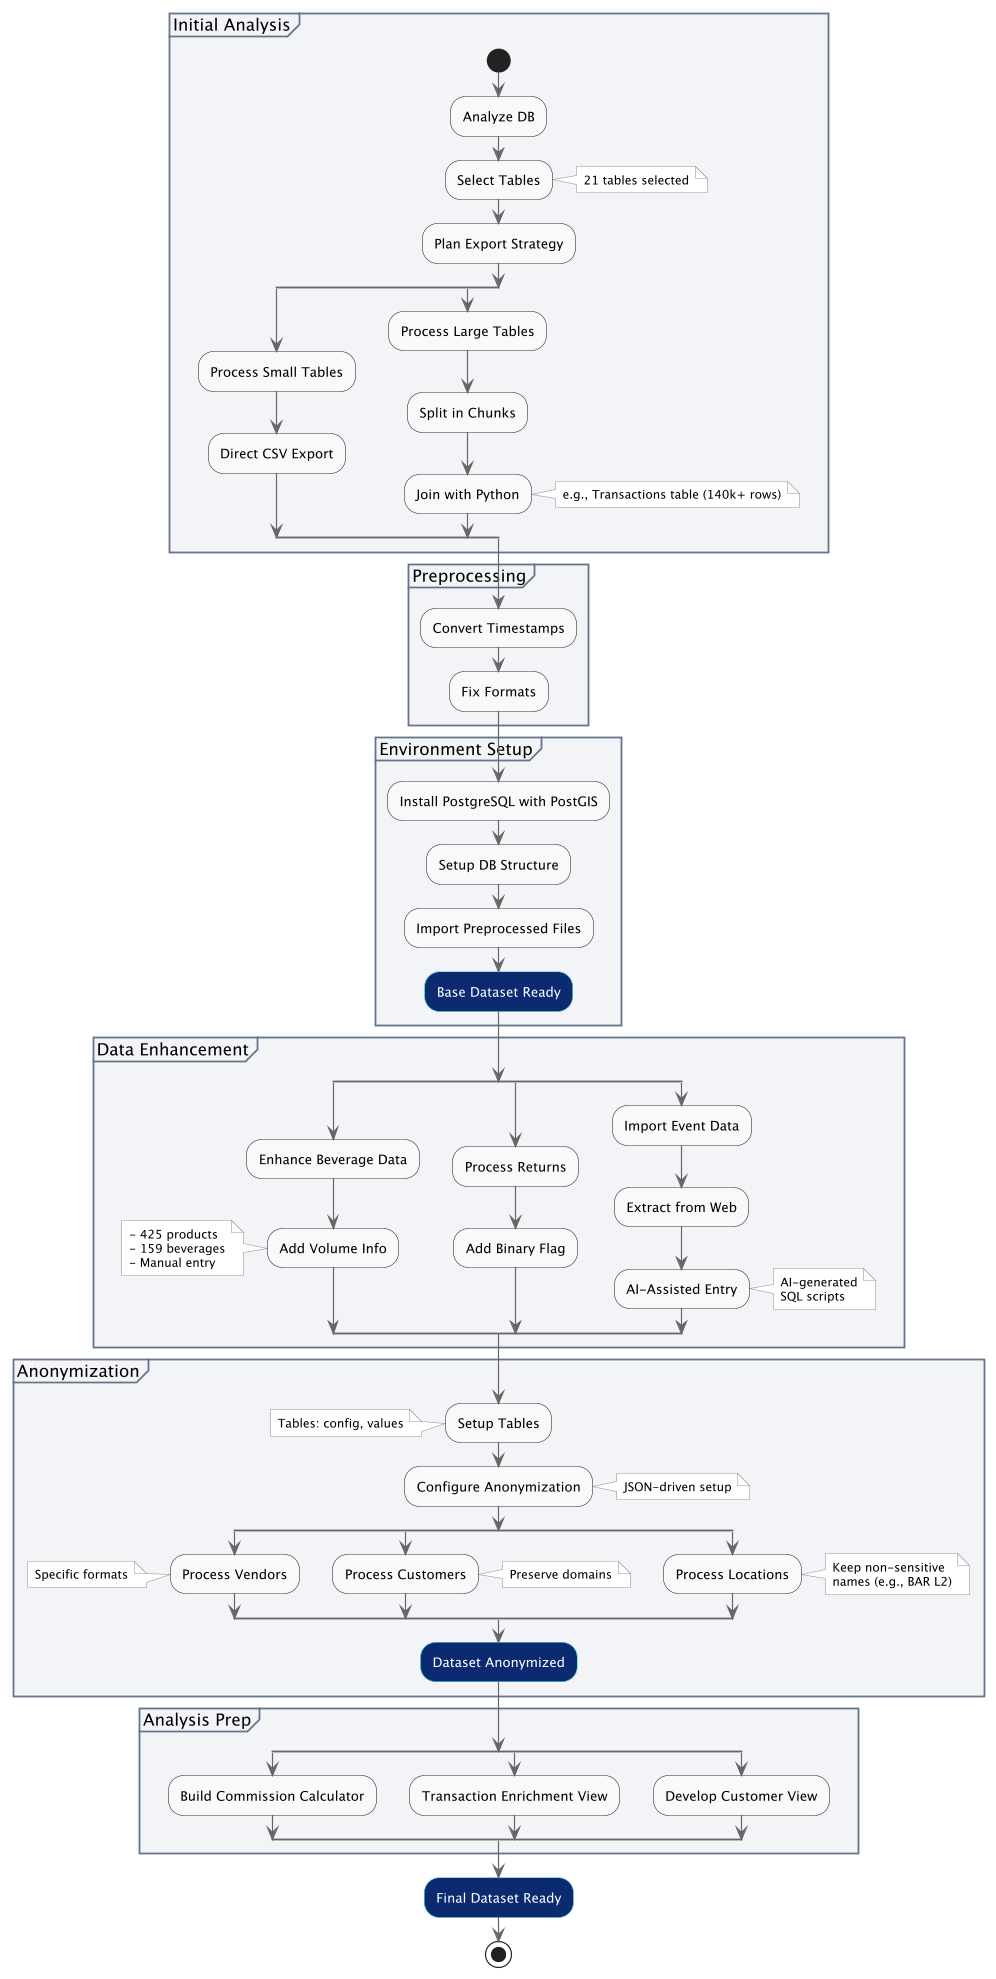 Initial Analysis
Analyze DB
Select Tables
21 tables selected
Plan Export Strategy
Process Small Tables
Direct CSV Export
Process Large Tables
Split in Chunks
Join with Python
e.g., Transactions table (140k+ rows)
Preprocessing
Convert Timestamps
Fix Formats
Environment Setup
Install PostgreSQL with PostGIS
Setup DB Structure
Import Preprocessed Files
Base Dataset Ready
Data Enhancement
Enhance Beverage Data
Add Volume Info
- 425 products
- 159 beverages
- Manual entry
Process Returns
Add Binary Flag
Import Event Data
Extract from Web
AI-Assisted Entry
AI-generated
SQL scripts
Anonymization
Setup Tables
Tables: config, values
Configure Anonymization
JSON-driven setup
Process Vendors
Specific formats
Process Customers
Preserve domains
Process Locations
Keep non-sensitive
names (e.g., BAR L2)
Dataset Anonymized
Analysis Prep
Build Commission Calculator
Transaction Enrichment View
Develop Customer View
Final Dataset Ready